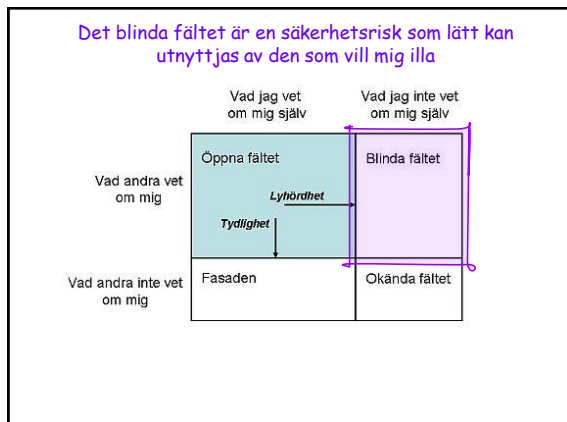 Det blinda fältet är en säkerhetsrisk som lätt kan
utnyttjas av den som vill mig illa
Vad jag vet
om mig själv
Vad jag inte vet
om mig själv
Vad andra vet
om mig
Öppna fältet
Blinda fältet
Lyhördhet
Tydlighet
Vad andra inte vet
om mig
Fasaden
Okända fältet